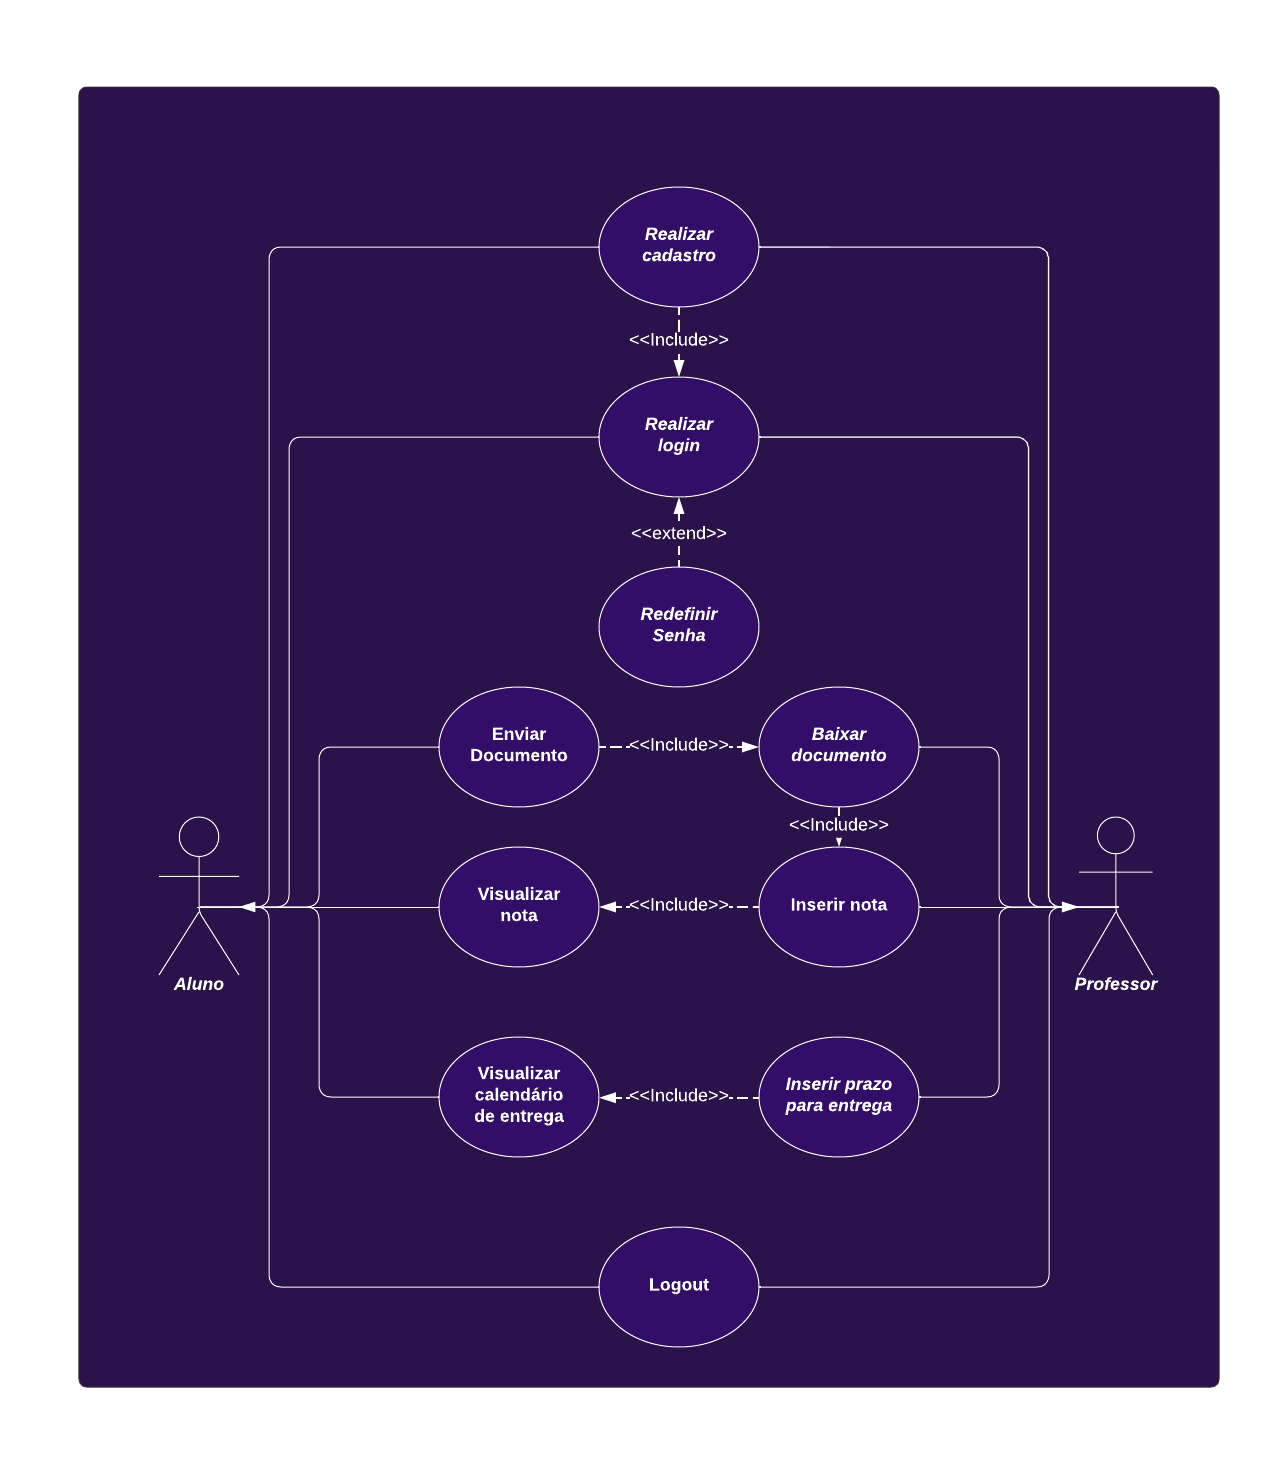 Realizar
cadastro
<<Include>>
Realizar
login
<<extend>>
Redefinir
Senha
Enviar
Documento
<<Include>>
Baixar
documento
<<Include>>
Visualizar
nota
<<Include>>
Inserir nota
Aluno
Professor
Visualizar
calendário
de entrega
<<Include>>
Inserir prazo
para entrega
Logout